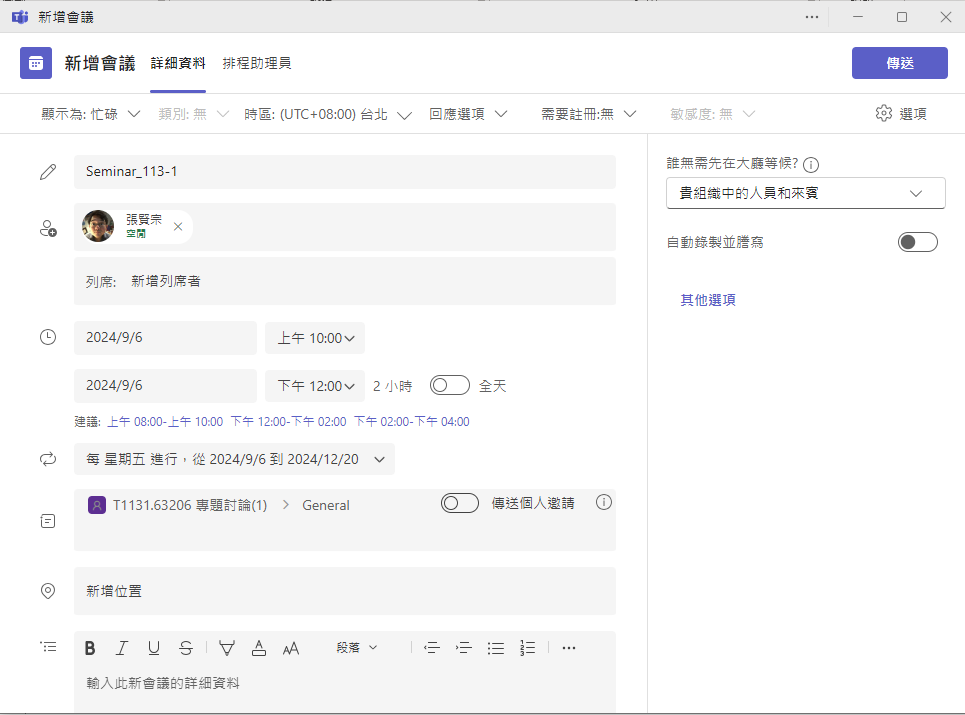 新增會議
新增會議 詳細資料 排程助理員 傳送
顯示為: 忙碌 類別: 無 時區: (UTC+08:00) 台北 回應選項 需要註冊:無 敏感度: 無 選項
Seminar_113-1
張賢宗
空閒
列席: 新增列席者
2024/9/6 上午 10:00
2024/9/6 下午 12:00 2 小時 全天
建議: 上午 08:00-上午 10:00 下午 12:00-下午 02:00 下午 02:00-下午 04:00
每 星期五 進行，從 2024/9/6 到 2024/12/20
T1131.63206 專題討論(1) > General 傳送個人邀請
新增位置
B I U S A AA 段落
輸入此新會議的詳細資料
誰無需先在大廳等候?
貴組織中的人員和來賓
自動錄製並謄寫
其他選項